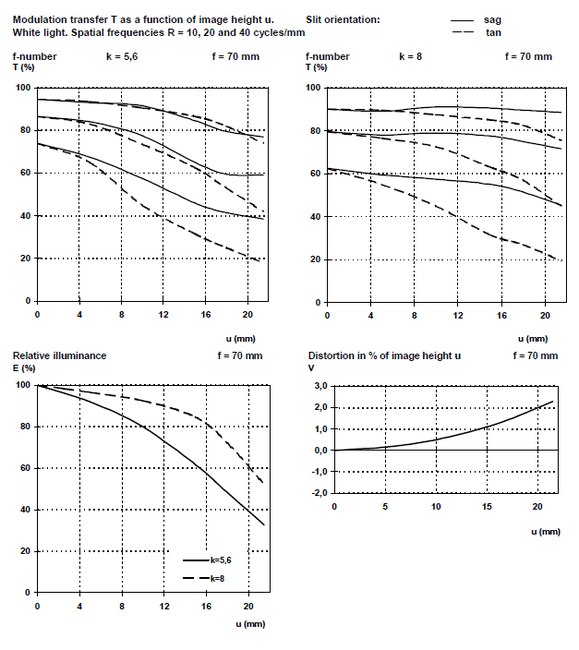 Modulation transfer T as a function of image height u.
Slit orientation:
sag
White light. Spatial frequencies R = 10, 20 and 40 cycles/mm
tan
f-number
k = 5,6
f = 70 mm
T (%)
100
80
60
40
20
0
0 4 8 12 16 20
u (mm)
f-number
k = 8
f = 70 mm
T (%)
100
80
60
40
20
0
0 4 8 12 16 20
u (mm)
Relative illuminance
f = 70 mm
E (%)
100
80
60
40
20
0
k=5,6
k=8
0 4 8 12 16 20
u (mm)
Distortion in % of image height u
f = 70 mm
V
3,0
2,0
1,0
0,0
-1,0
-2,0
0 5 10 15 20
u (mm)